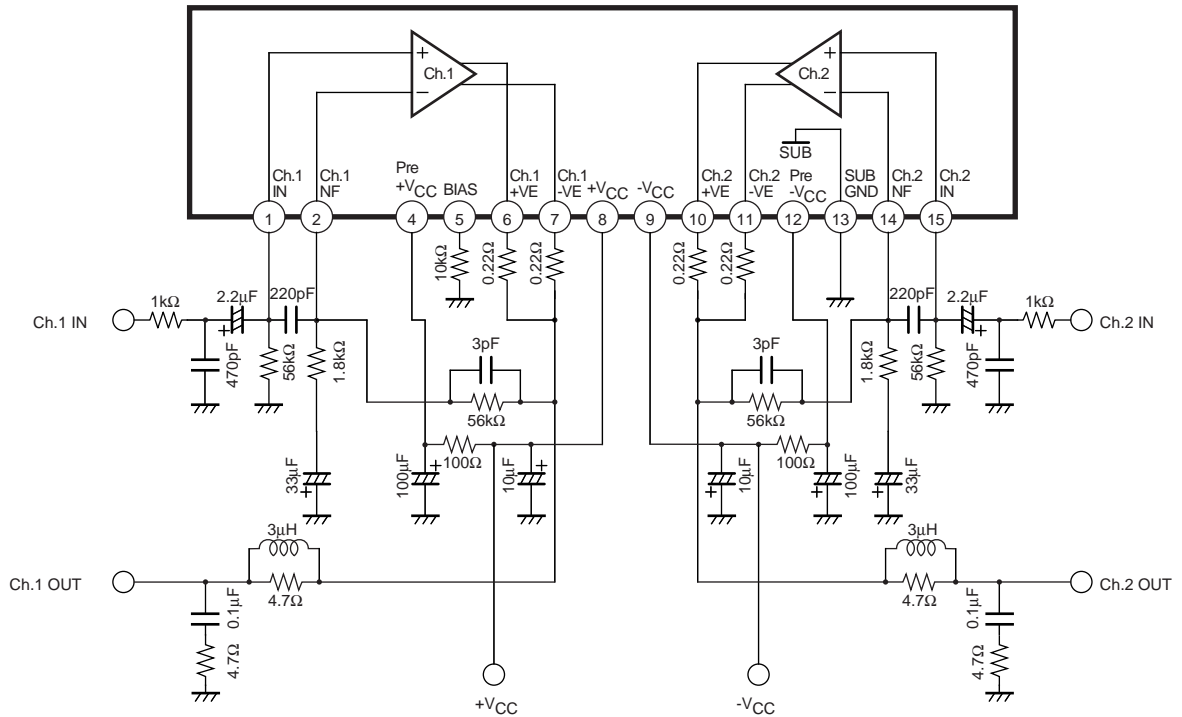 Ch.1
Ch.2
SUB
Ch.1 IN
Ch.1 NF
Pre +VCC
BIAS
Ch.1 +VE
Ch.1 -VE
+VCC
-VCC
Ch.2 +VE
Ch.2 -VE
Pre -VCC
SUB GND
Ch.2 NF
Ch.2 IN
1
2
4
5
6
7
8
9
10
11
12
13
14
15
10kΩ
0.22Ω
0.22Ω
0.22Ω
0.22Ω
Ch.1 IN
1kΩ
2.2µF
+
220pF
470pF
56kΩ
1.8kΩ
3pF
56kΩ
3pF
56kΩ
1.8kΩ
220pF
56kΩ
2.2µF
+
470pF
1kΩ
Ch.2 IN
33µF
+
100µF
+
100Ω
10µF
+
10µF
+
100Ω
100µF
+
33µF
+
Ch.1 OUT
3µH
4.7Ω
0.1µF
4.7Ω
3µH
4.7Ω
0.1µF
4.7Ω
Ch.2 OUT
+VCC
-VCC